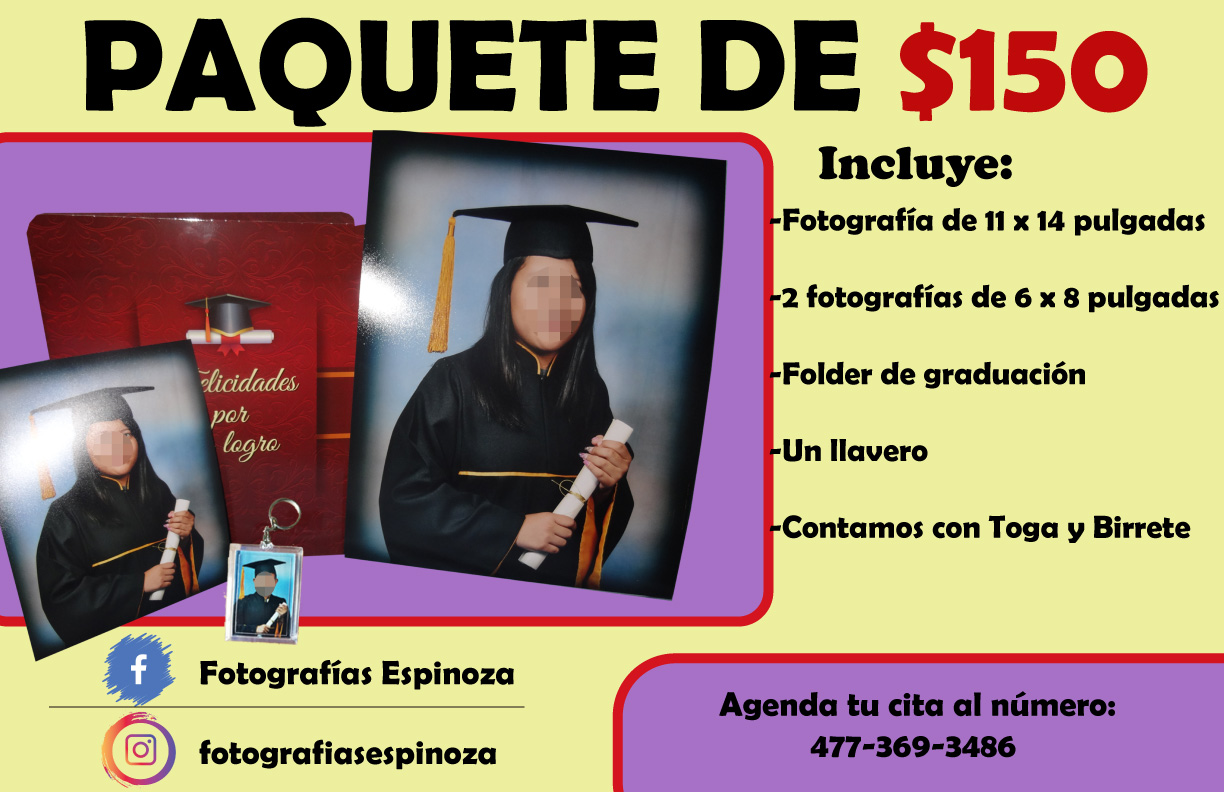 PAQUETE DE $150
Incluye:
-Fotografía de 11 x 14 pulgadas
-2 fotografías de 6 x 8 pulgadas
-Folder de graduación
-Un llavero
-Contamos con Toga y Birrete
elicidades
por
logro
Fotografías Espinoza
fotografiasespinoza
Agenda tu cita al número:
477-369-3486